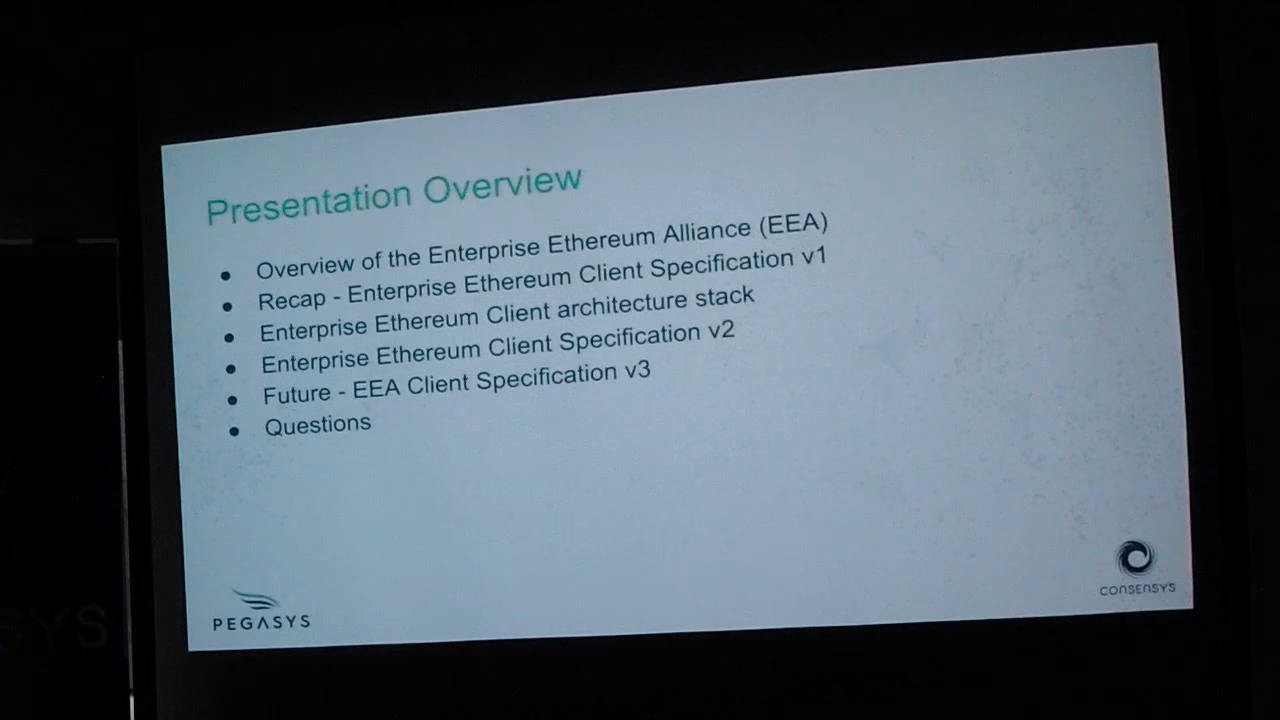 Presentation Overview
● Overview of the Enterprise Ethereum Alliance (EEA)
● Recap - Enterprise Ethereum Client Specification v1
● Enterprise Ethereum Client architecture stack
● Enterprise Ethereum Client Specification v2
● Future - EEA Client Specification v3
● Questions
PEGASYS
CONSENSYS
SYS